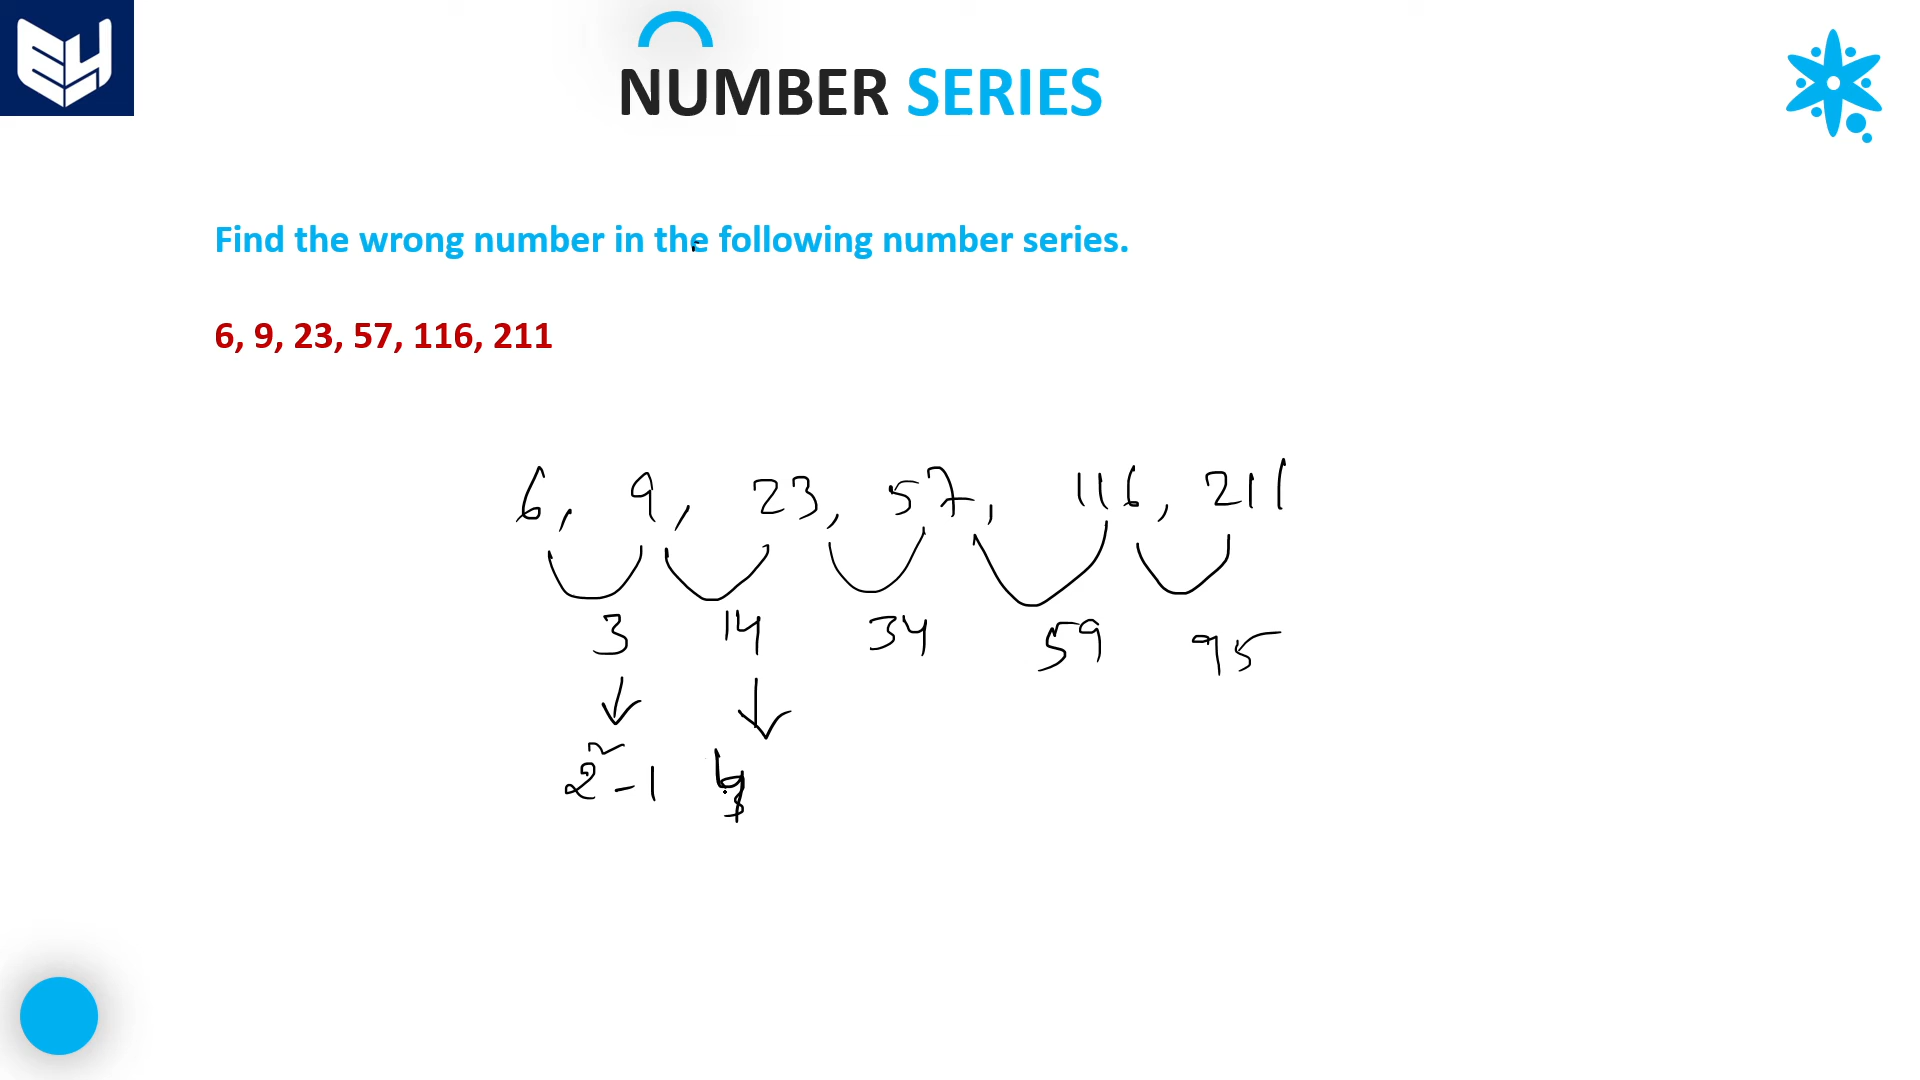 NUMBER SERIES
Find the wrong number in the following number series.
6, 9, 23, 57, 116, 211
6, 9, 23, 57, 116, 211
3 14 34 59 95
2² - 1